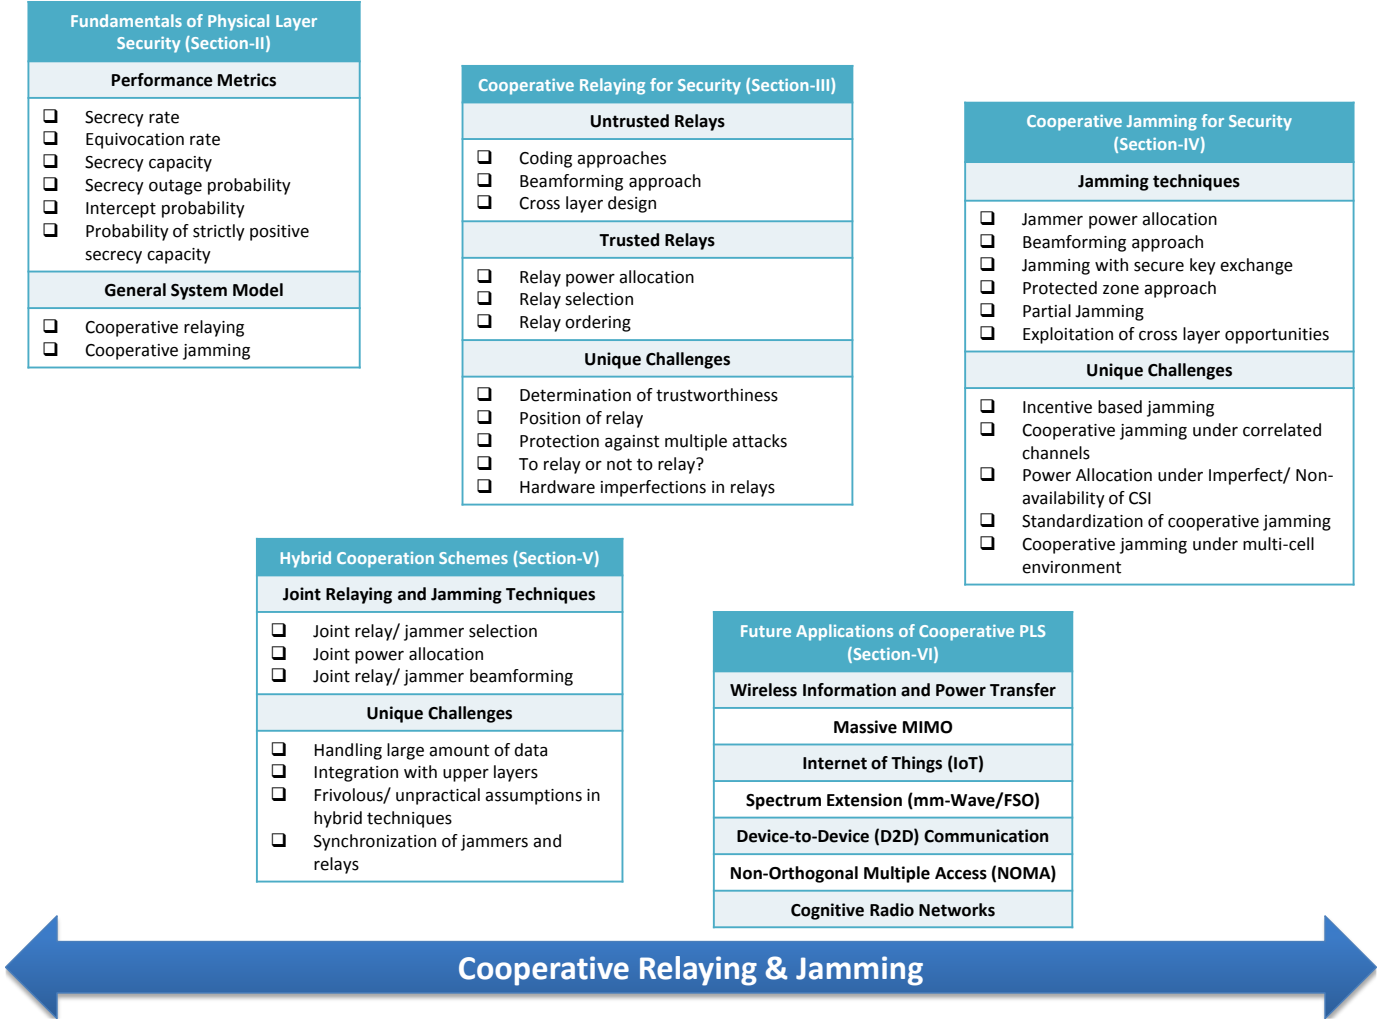 Fundamentals of Physical Layer
Security (Section-II)
Performance Metrics
Secrecy rate
Equivocation rate
Secrecy capacity
Secrecy outage probability
Intercept probability
Probability of strictly positive
secrecy capacity
General System Model
Cooperative relaying
Cooperative jamming
Cooperative Relaying for Security (Section-III)
Untrusted Relays
Coding approaches
Beamforming approach
Cross layer design
Trusted Relays
Relay power allocation
Relay selection
Relay ordering
Unique Challenges
Determination of trustworthiness
Position of relay
Protection against multiple attacks
To relay or not to relay?
Hardware imperfections in relays
Cooperative Jamming for Security
(Section-IV)
Jamming techniques
Jammer power allocation
Beamforming approach
Jamming with secure key exchange
Protected zone approach
Partial Jamming
Exploitation of cross layer opportunities
Unique Challenges
Incentive based jamming
Cooperative jamming under correlated
channels
Power Allocation under Imperfect/ Non-
availability of CSI
Standardization of cooperative jamming
Cooperative jamming under multi-cell
environment
Hybrid Cooperation Schemes (Section-V)
Joint Relaying and Jamming Techniques
Joint relay/ jammer selection
Joint power allocation
Joint relay/ jammer beamforming
Unique Challenges
Handling large amount of data
Integration with upper layers
Frivolous/ unpractical assumptions in
hybrid techniques
Synchronization of jammers and
relays
Future Applications of Cooperative PLS
(Section-VI)
Wireless Information and Power Transfer
Massive MIMO
Internet of Things (IoT)
Spectrum Extension (mm-Wave/FSO)
Device-to-Device (D2D) Communication
Non-Orthogonal Multiple Access (NOMA)
Cognitive Radio Networks
Cooperative Relaying & Jamming